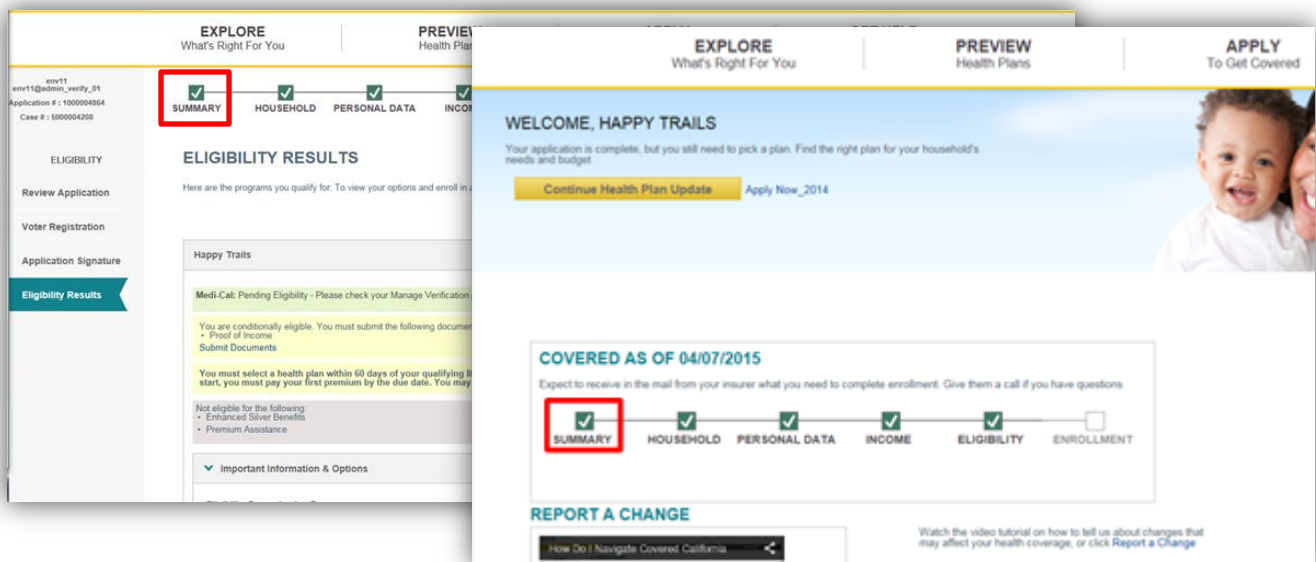 EXPLORE
What's Right For You
PREVIEW
Health
env11
env11@admin_verify_01
Application # : 1000004864
Case # : 5000004208
SUMMARY
HOUSEHOLD
PERSONAL DATA
ELIGIBILITY
Review Application
Voter Registration
Application Signature
Eligibility Results
ELIGIBILITY RESULTS
Here are the programs you qualify for. To view your options and enroll in
Happy Trails
Medi-Cal: Pending Eligibility - Please check your Manage Verification
You are conditionally eligible. You must submit the following
• Proof of Income
Submit Documents
You must select a health plan within 60 days of your qualifying
start, you must pay your first premium by the due date. You may
Not eligible for the following:
• Enhanced Silver Benefits
• Premium Assistance
Important Information & Options
EXPLORE
What's Right For You
PREVIEW
Health Plans
APPLY
To Get Covered
WELCOME, HAPPY TRAILS
Your application is complete, but you still need to pick a plan. Find the right plan for your household's
needs and budget
Continue Health Plan Update
Apply Now_2014
COVERED AS OF 04/07/2015
Expect to receive in the mail from your insurer what you need to complete enrollment. Give them a call if you have questions
SUMMARY
HOUSEHOLD
PERSONAL DATA
INCOME
ELIGIBILITY
ENROLLMENT
REPORT A CHANGE
How Do I Navigate Covered California
Watch the video tutorial on how to tell us about changes that
may affect your health coverage, or click Report a Change